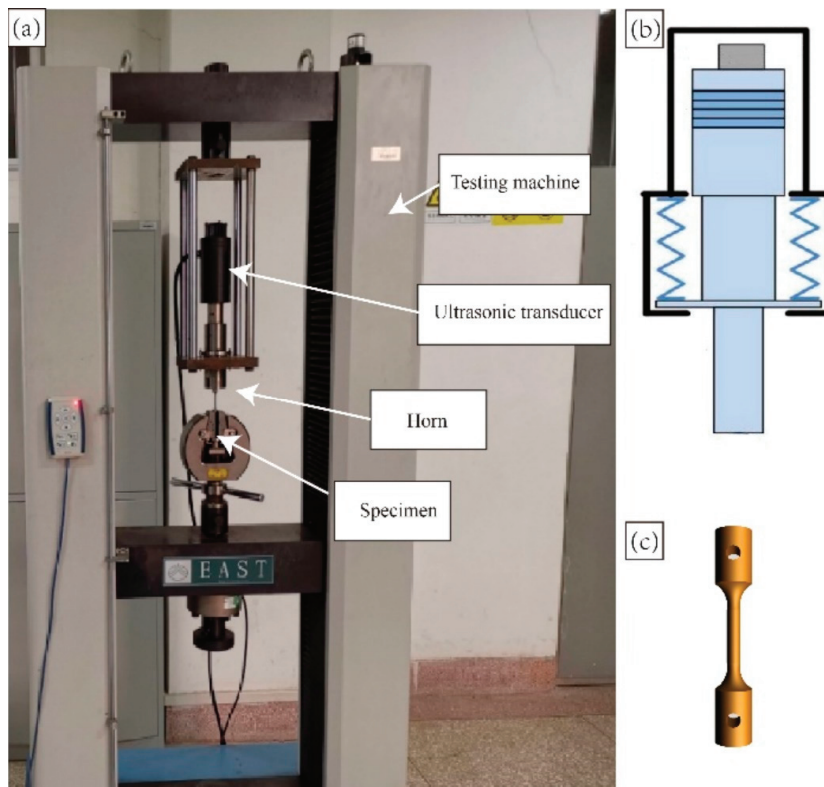 (a)
(b)
Testing machine
Ultrasonic transducer
Horn
(c)
Specimen
EAST